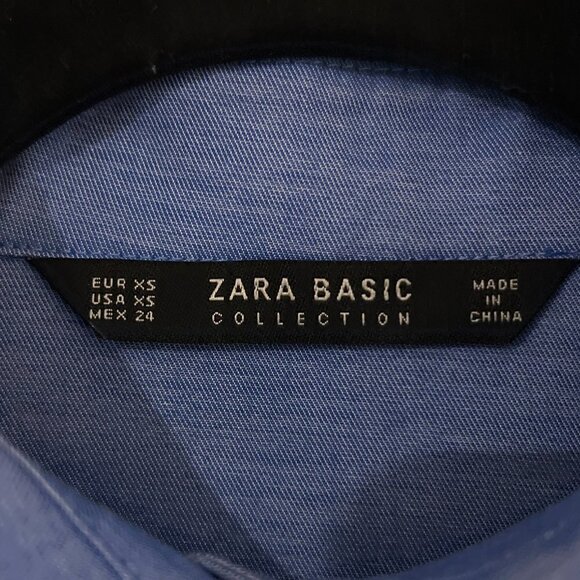 EUR XS
USA XS
MEX 24
ZARA BASIC
COLLECTION
MADE
IN
CHINA